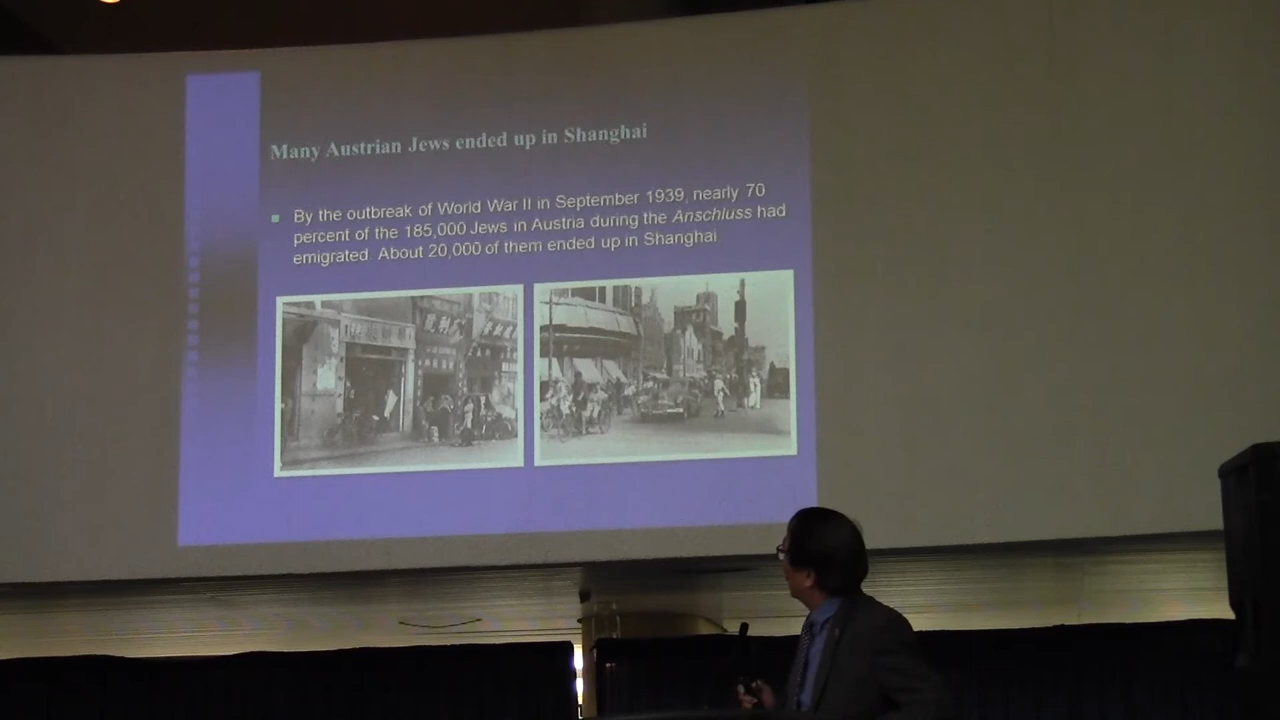 Many Austrian Jews ended up in Shanghai
By the outbreak of World War II in September 1939, nearly 70
percent of the 185,000 Jews in Austria during the Anschluss had
emigrated. About 20,000 of them ended up in Shanghai